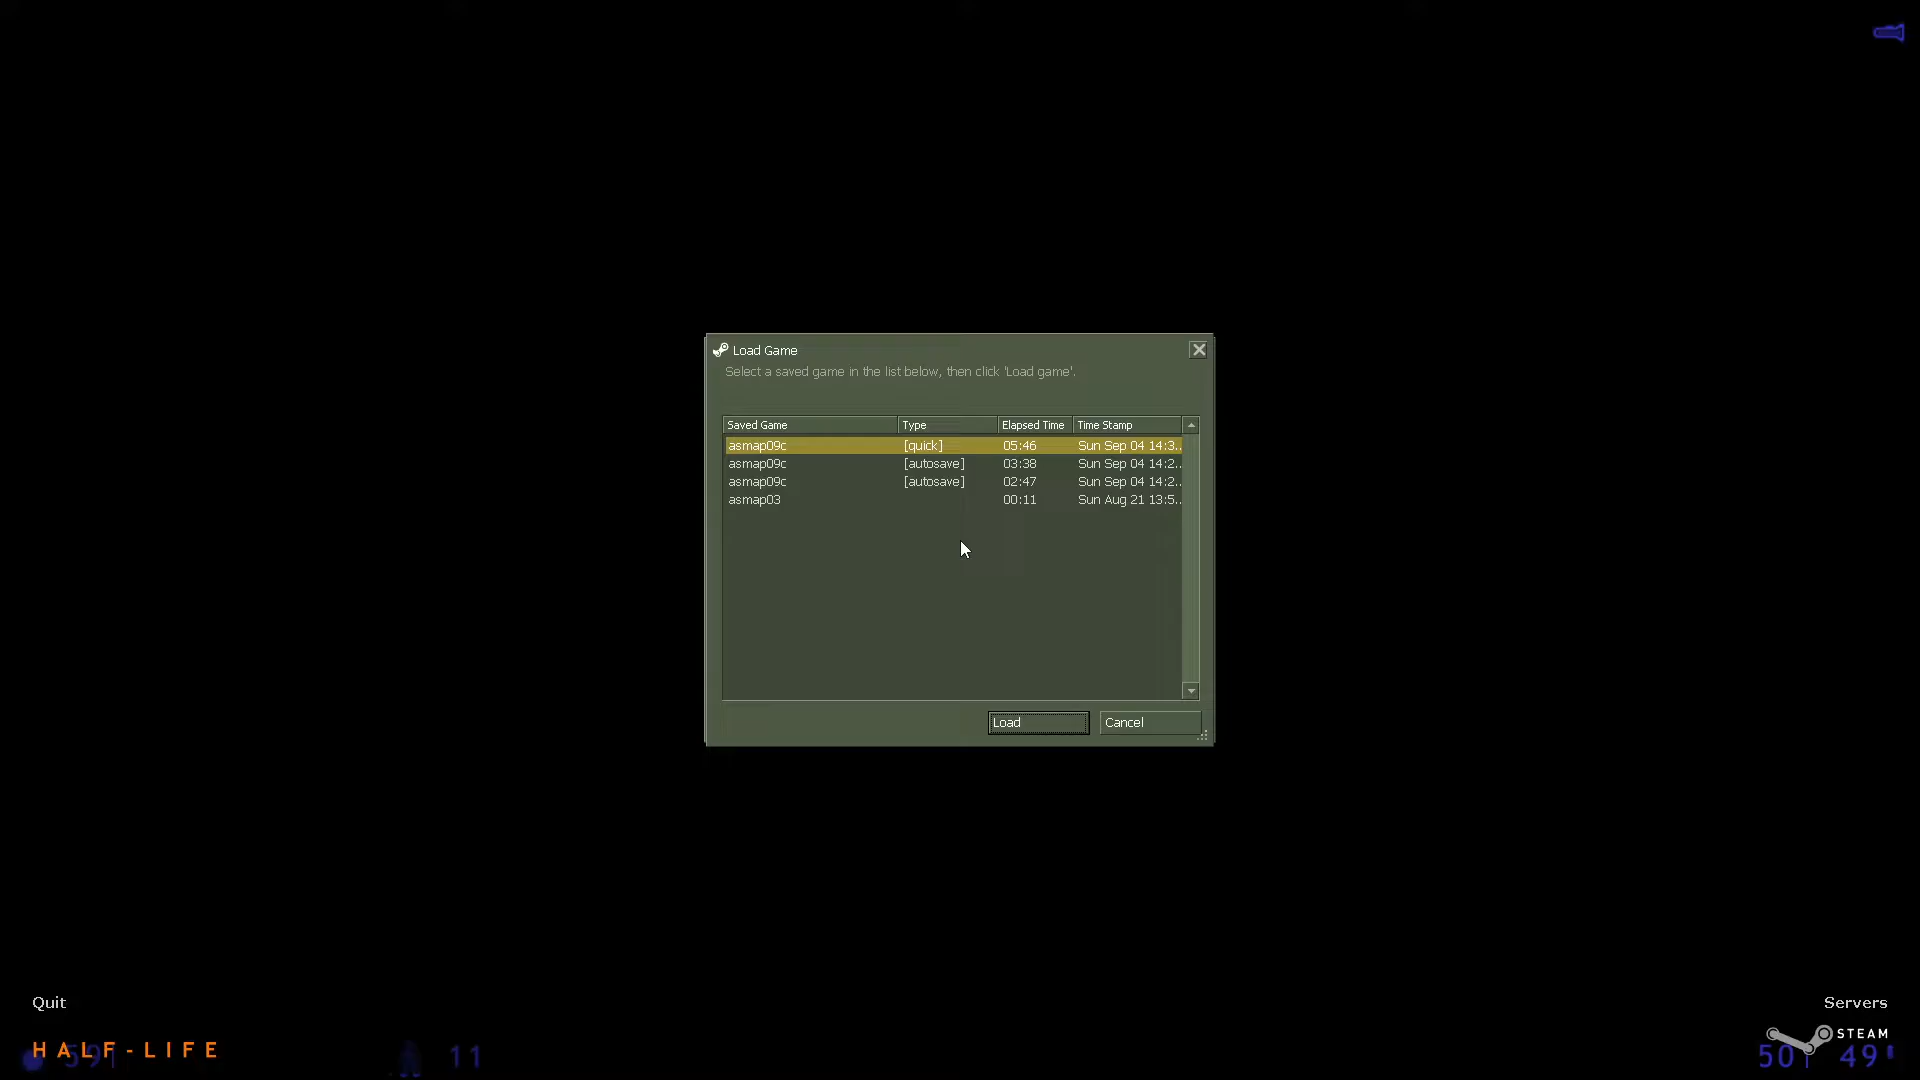 Load Game
Select a saved game in the list below, then click 'Load game'.
Saved Game Type Elapsed Time Time Stamp
asmap09c [quick] 05:46 Sun Sep 04 14:3..
asmap09c [autosave] 03:38 Sun Sep 04 14:2..
asmap09c [autosave] 02:47 Sun Sep 04 14:2..
asmap03 00:11 Sun Aug 21 13:5..
Load Cancel
Quit Servers
HALF-LIFE STEAM
59 11 50 49